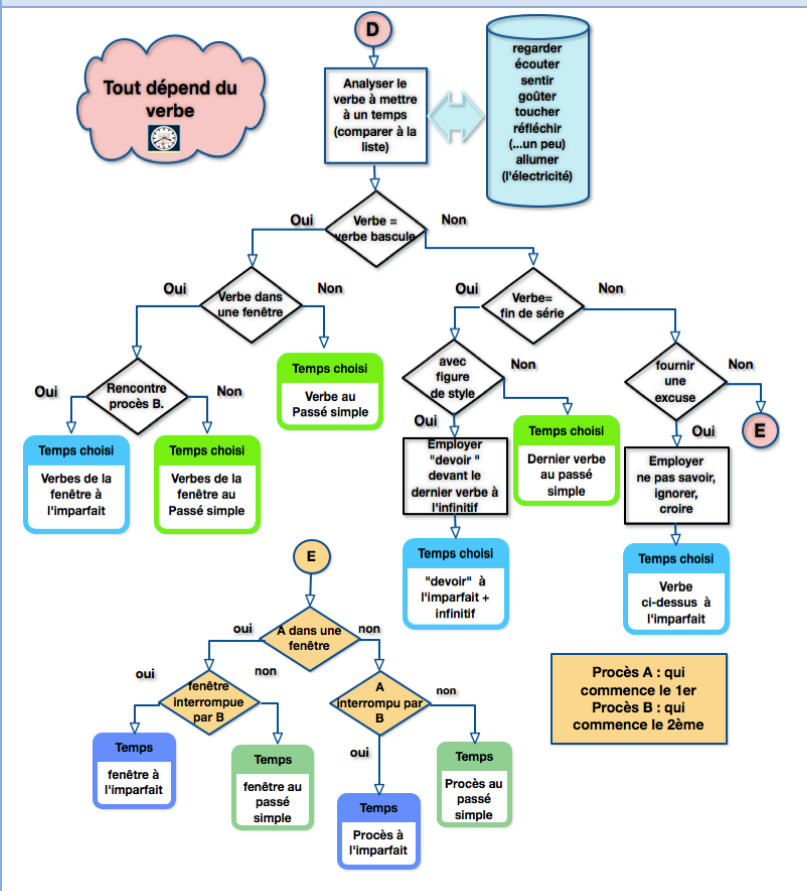 Tout dépend du
verbe
D
Analyser le
verbe à mettre
à un temps
(comparer à la
liste)
regarder
écouter
sentir
goûter
toucher
réfléchir
(...un peu)
allumer
(l'électricité)
Oui
Verbe =
verbe bascule
Non
Oui
Verbe dans
une fenêtre
Non
Oui
Verbe=
fin de série
Non
Temps choisi
Verbe au
Passé simple
avec
figure
de style
Non
fournir
une
excuse
Non
E
Oui
Rencontre
procès B.
Non
Oui
Oui
Temps choisi
Verbes de la
fenêtre à
l'imparfait
Temps choisi
Verbes de la
fenêtre au
Passé simple
Employer
"devoir "
devant le
dernier verbe à
l'infinitif
Temps choisi
Dernier verbe
au passé
simple
Employer
ne pas savoir,
ignorer,
croire
Temps choisi
"devoir" à
l'imparfait +
infinitif
Temps choisi
Verbe
ci-dessus à
l'imparfait
E
oui
A dans une
fenêtre
non
oui
fenêtre
interrompue
par B
non
A
interrompu par
B
non
oui
Temps
fenêtre à
l'imparfait
Temps
fenêtre au
passé
simple
Temps
Procès à
l'imparfait
Temps
Procès au
passé
simple
Procès A : qui
commence le 1er
Procès B : qui
commence le 2ème